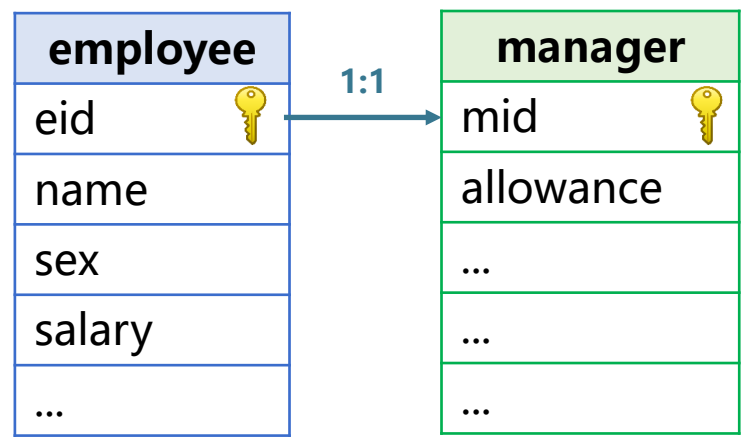 employee
eid
name
sex
salary
...
1:1
manager
mid
allowance
...
...
...